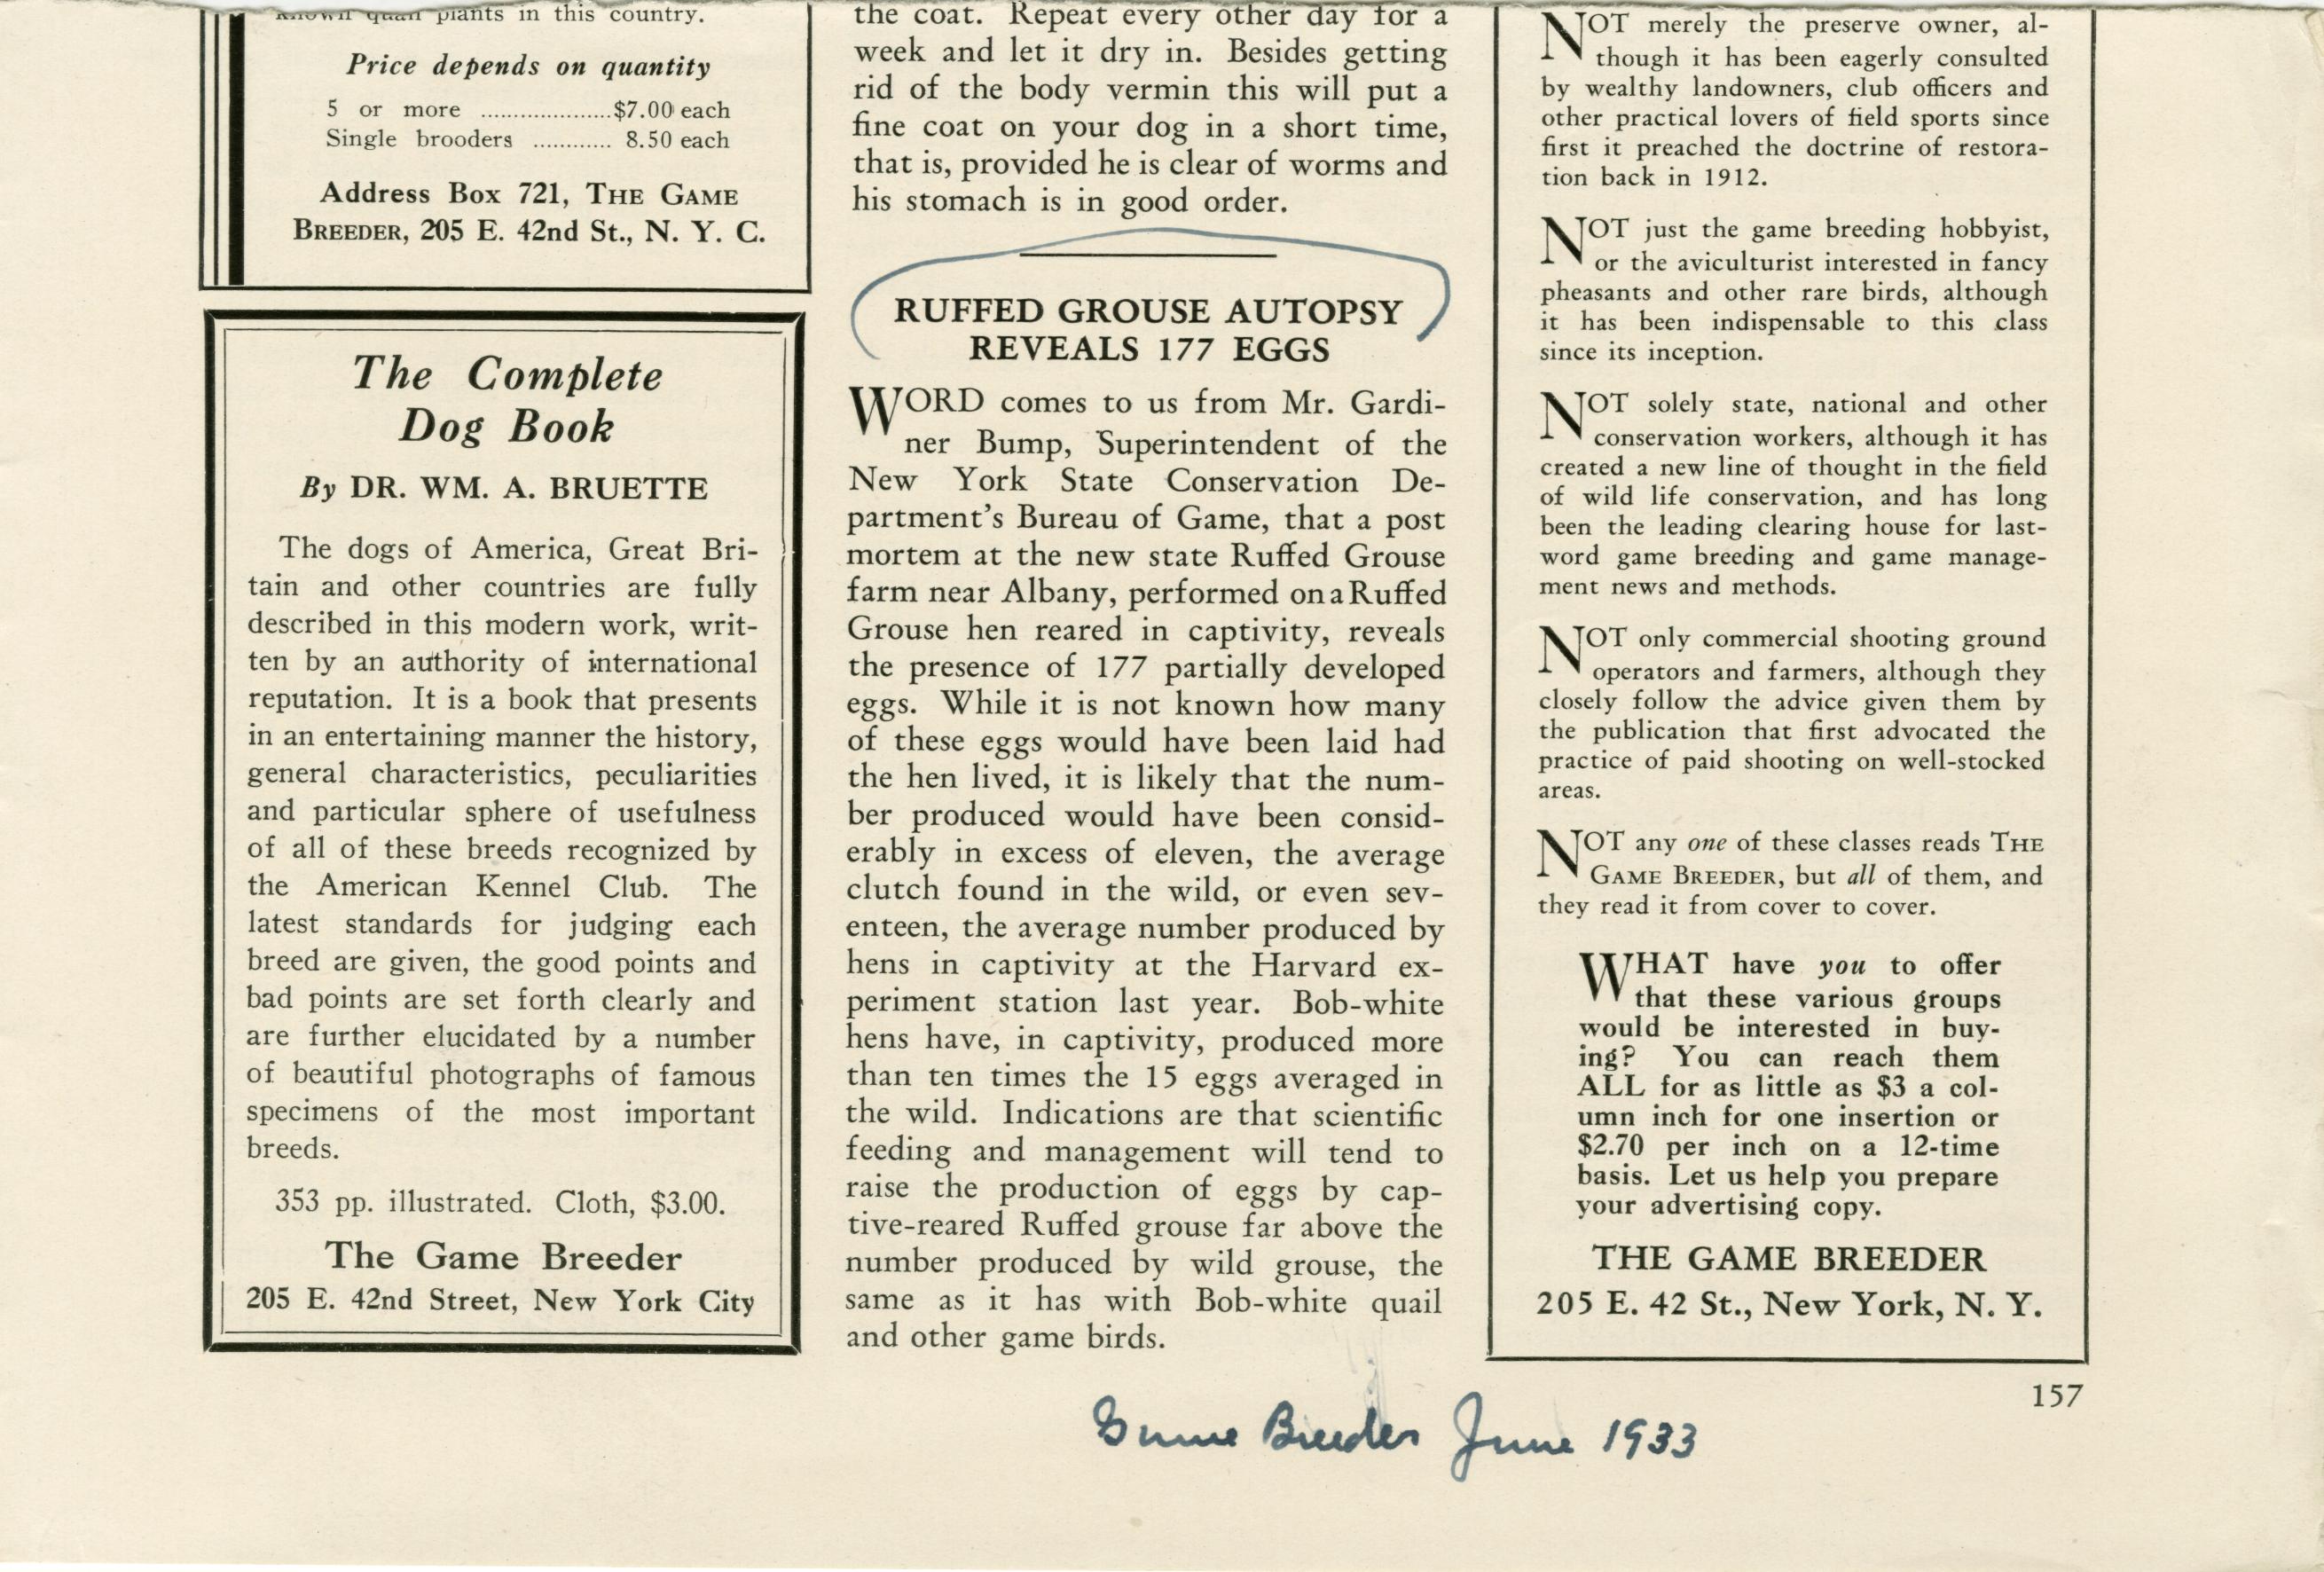 known quail plants in this country.
Price depends on quantity
5 or more .....................$7.00 each
Single brooders ............ 8.50 each
Address Box 721, THE GAME
BREEDER, 205 E. 42nd St., N. Y. C.
The Complete
Dog Book
By DR. WM. A. BRUETTE
The dogs of America, Great Bri-
tain and other countries are fully
described in this modern work, writ-
ten by an authority of international
reputation. It is a book that presents
in an entertaining manner the history,
general characteristics, peculiarities
and particular sphere of usefulness
of all of these breeds recognized by
the American Kennel Club. The
latest standards for judging each
breed are given, the good points and
bad points are set forth clearly and
are further elucidated by a number
of beautiful photographs of famous
specimens of the most important
breeds.
353 pp. illustrated. Cloth, $3.00.
The Game Breeder
205 E. 42nd Street, New York City
the coat. Repeat every other day for a
week and let it dry in. Besides getting
rid of the body vermin this will put a
fine coat on your dog in a short time,
that is, provided he is clear of worms and
his stomach is in good order.
RUFFED GROUSE AUTOPSY
REVEALS 177 EGGS
WORD comes to us from Mr. Gardi-
ner Bump, Superintendent of the
New York State Conservation De-
partment's Bureau of Game, that a post
mortem at the new state Ruffed Grouse
farm near Albany, performed on a Ruffed
Grouse hen reared in captivity, reveals
the presence of 177 partially developed
eggs. While it is not known how many
of these eggs would have been laid had
the hen lived, it is likely that the num-
ber produced would have been consid-
erably in excess of eleven, the average
clutch found in the wild, or even sev-
enteen, the average number produced by
hens in captivity at the Harvard ex-
periment station last year. Bob-white
hens have, in captivity, produced more
than ten times the 15 eggs averaged in
the wild. Indications are that scientific
feeding and management will tend to
raise the production of eggs by cap-
tive-reared Ruffed grouse far above the
number produced by wild grouse, the
same as it has with Bob-white quail
and other game birds.
NOT merely the preserve owner, al-
though it has been eagerly consulted
by wealthy landowners, club officers and
other practical lovers of field sports since
first it preached the doctrine of restora-
tion back in 1912.
NOT just the game breeding hobbyist,
or the aviculturist interested in fancy
pheasants and other rare birds, although
it has been indispensable to this class
since its inception.
NOT solely state, national and other
conservation workers, although it has
created a new line of thought in the field
of wild life conservation, and has long
been the leading clearing house for last-
word game breeding and game manage-
ment news and methods.
NOT only commercial shooting ground
operators and farmers, although they
closely follow the advice given them by
the publication that first advocated the
practice of paid shooting on well-stocked
areas.
NOT any one of these classes reads THE
GAME BREEDER, but all of them, and
they read it from cover to cover.
WHAT have you to offer
that these various groups
would be interested in buy-
ing? You can reach them
ALL for as little as $3 a col-
umn inch for one insertion or
$2.70 per inch on a 12-time
basis. Let us help you prepare
your advertising copy.
THE GAME BREEDER
205 E. 42 St., New York, N. Y.
157
Game Breeder June 1933